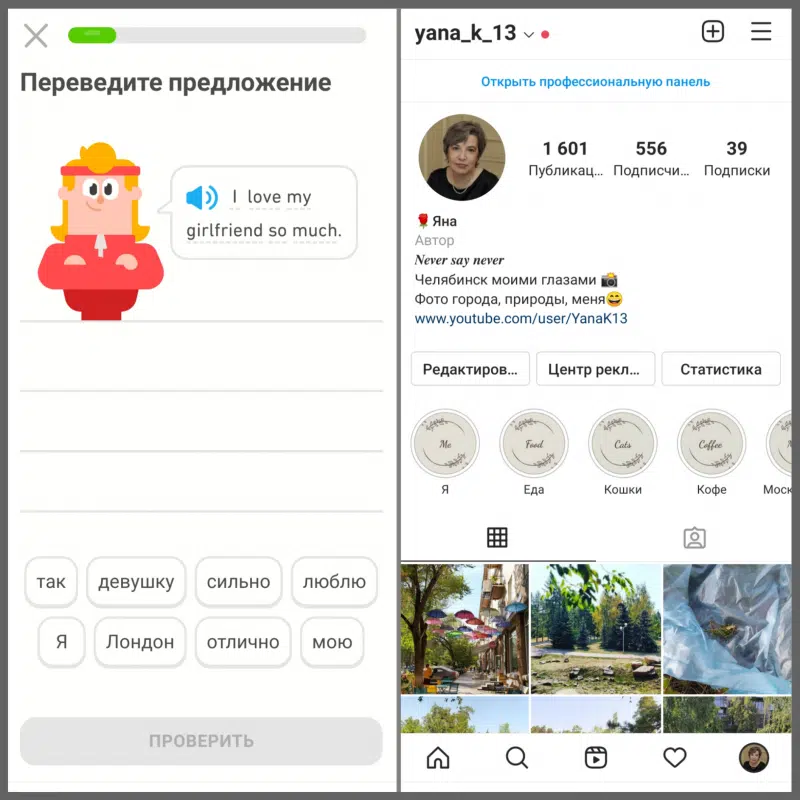 Переведите предложение
I love my
girlfriend so much.
так девушку сильно люблю
Я Лондон отлично мою
ПРОВЕРИТЬ
yana_k_13
Открыть профессиональную панель
1 601 556 39
Публикац... Подписчи... Подписки
Яна
Автор
Never say never
Челябинск моими глазами
Фото города, природы, меня
www.youtube.com/user/YanaK13
Редактиров... Центр рекл... Статистика
Me Food Cats Coffee
Я Еда Кошки Кофе Моск